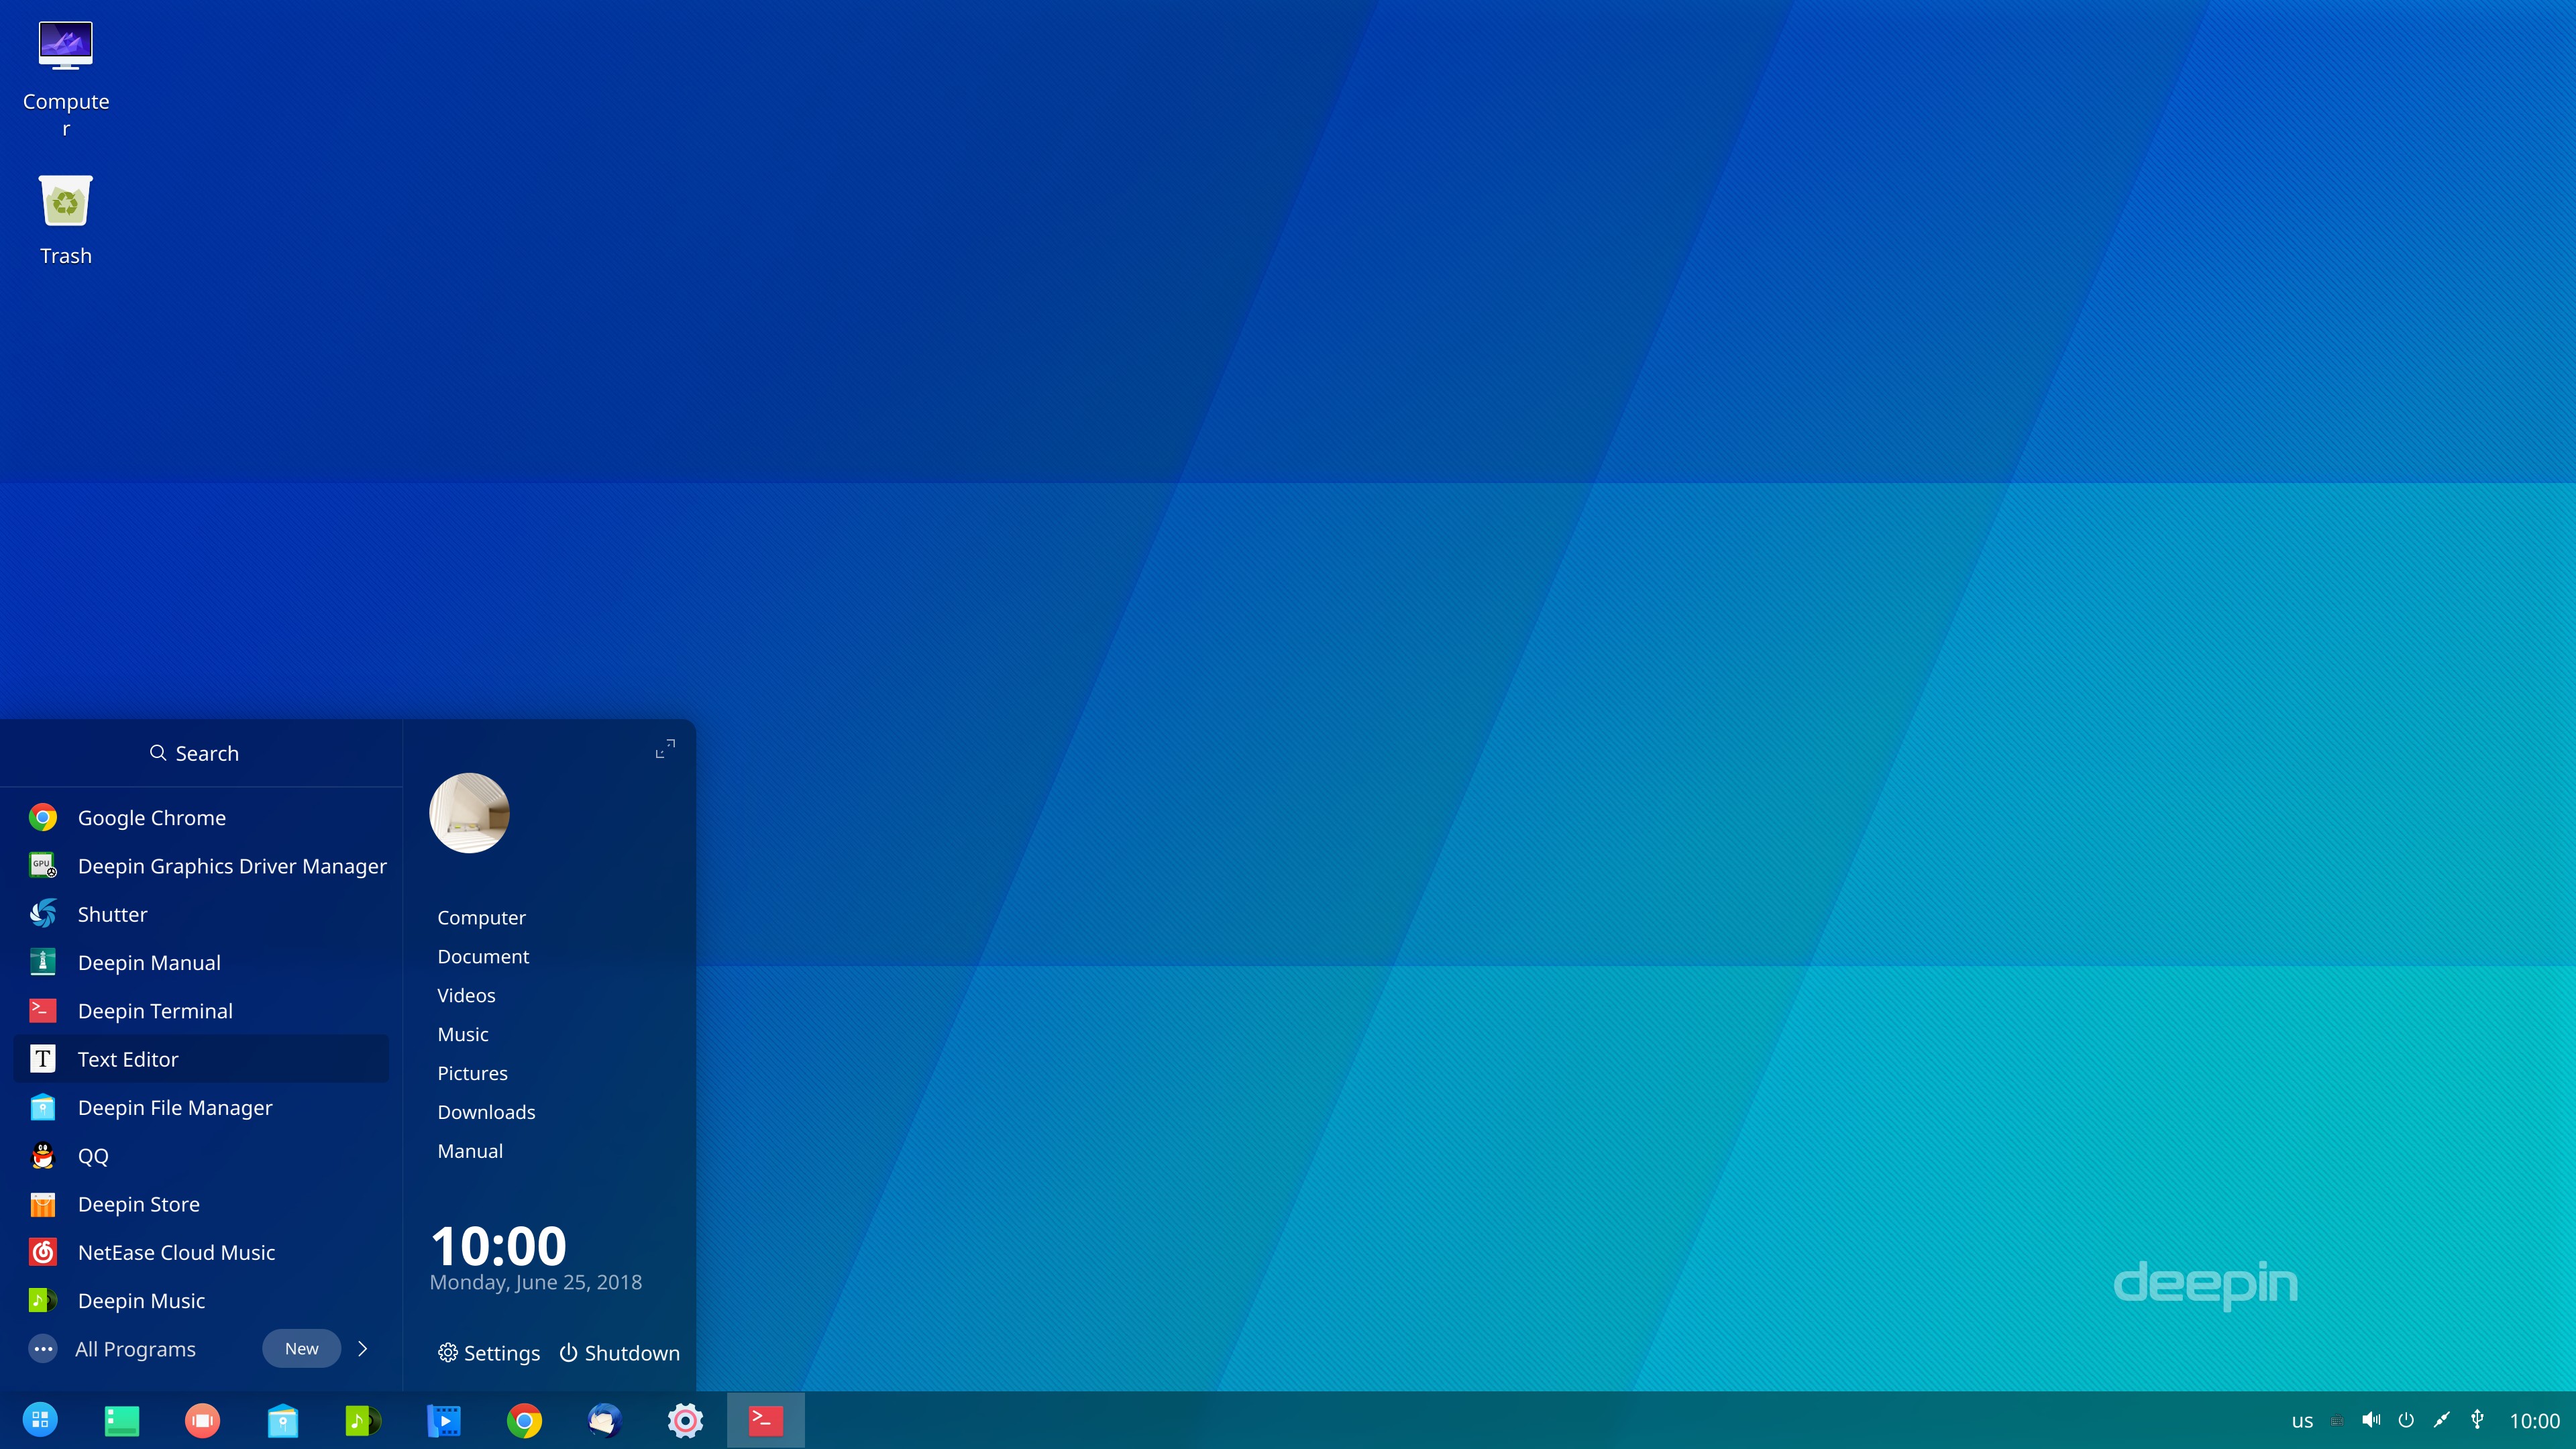 Compute
r
Trash
Search
Google Chrome
GPU
Deepin Graphics Driver Manager
Shutter
Deepin Manual
Deepin Terminal
T
Text Editor
Deepin File Manager
QQ
Deepin Store
NetEase Cloud Music
Deepin Music
All Programs
New
Computer
Document
Videos
Music
Pictures
Downloads
Manual
10:00
Monday, June 25, 2018
Settings
Shutdown
deepin
us
10:00